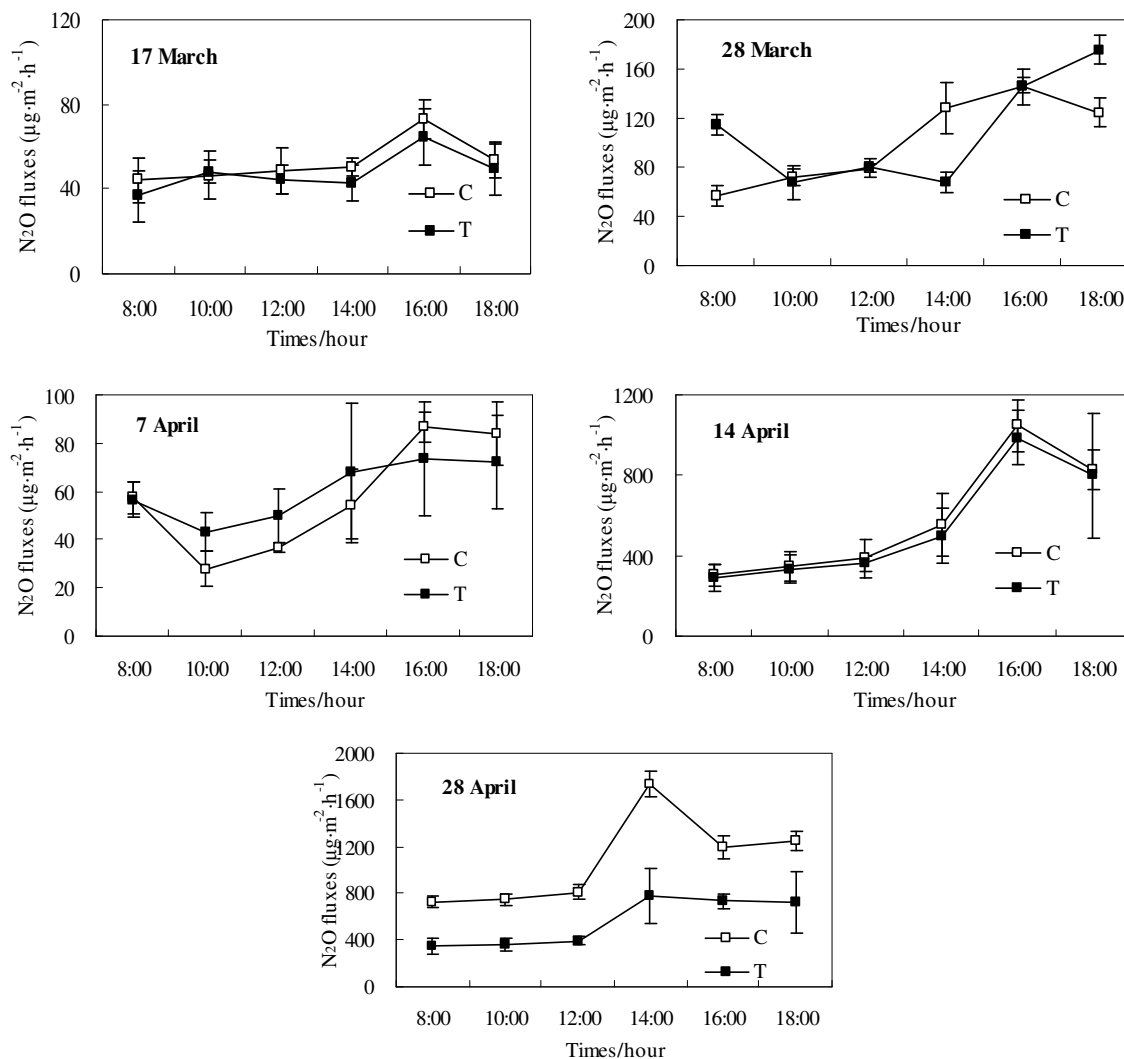 17 March
N2O fluxes (µg·m-2·h-1)
120
80
40
0
C
T
8:00 10:00 12:00 14:00 16:00 18:00
Times/hour
28 March
N2O fluxes (µg·m-2·h-1)
200
160
120
80
40
0
C
T
8:00 10:00 12:00 14:00 16:00 18:00
Times/hour
7 April
N2O fluxes (µg·m-2·h-1)
100
80
60
40
20
0
C
T
8:00 10:00 12:00 14:00 16:00 18:00
Times/hour
14 April
N2O fluxes (µg·m-2·h-1)
1200
800
400
0
C
T
8:00 10:00 12:00 14:00 16:00 18:00
Times/hour
28 April
N2O fluxes (µg·m-2·h-1)
2000
1600
1200
800
400
0
C
T
8:00 10:00 12:00 14:00 16:00 18:00
Times/hour